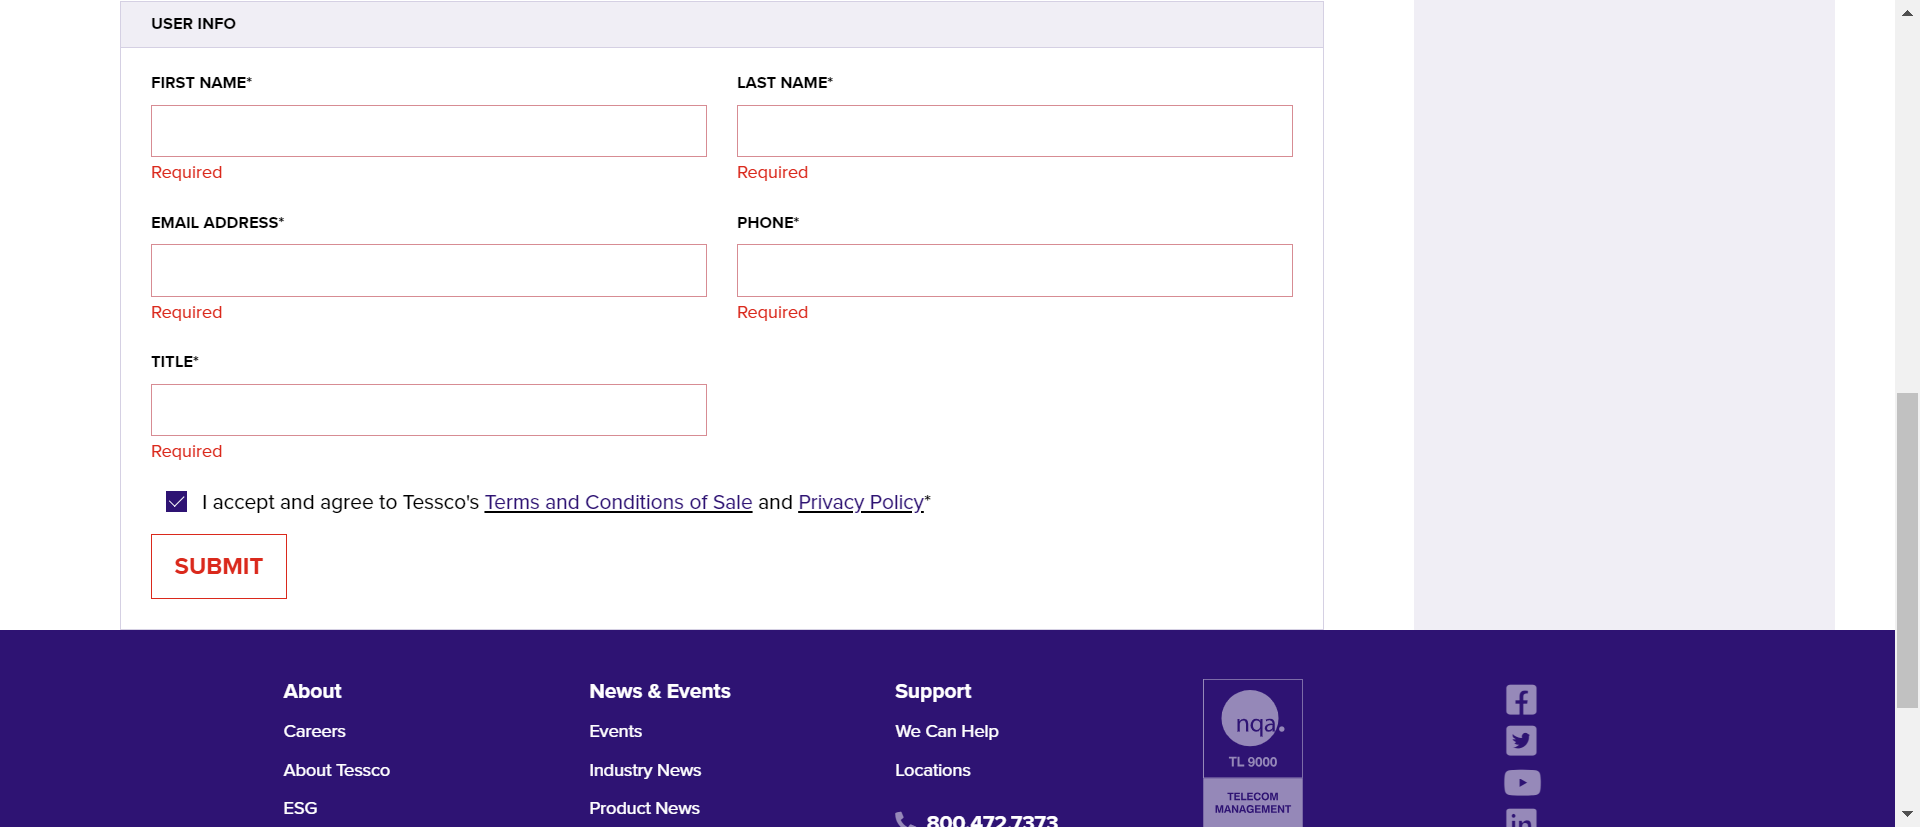 USER INFO
FIRST NAME*
LAST NAME*
Required
Required
EMAIL ADDRESS*
PHONE*
Required
Required
TITLE*
Required
I accept and agree to Tessco's Terms and Conditions of Sale and Privacy Policy*
SUBMIT
About
Careers
About Tessco
ESG
News & Events
Events
Industry News
Product News
Support
We Can Help
Locations
800.472.7373
nqa.
TL 9000
TELECOM
MANAGEMENT